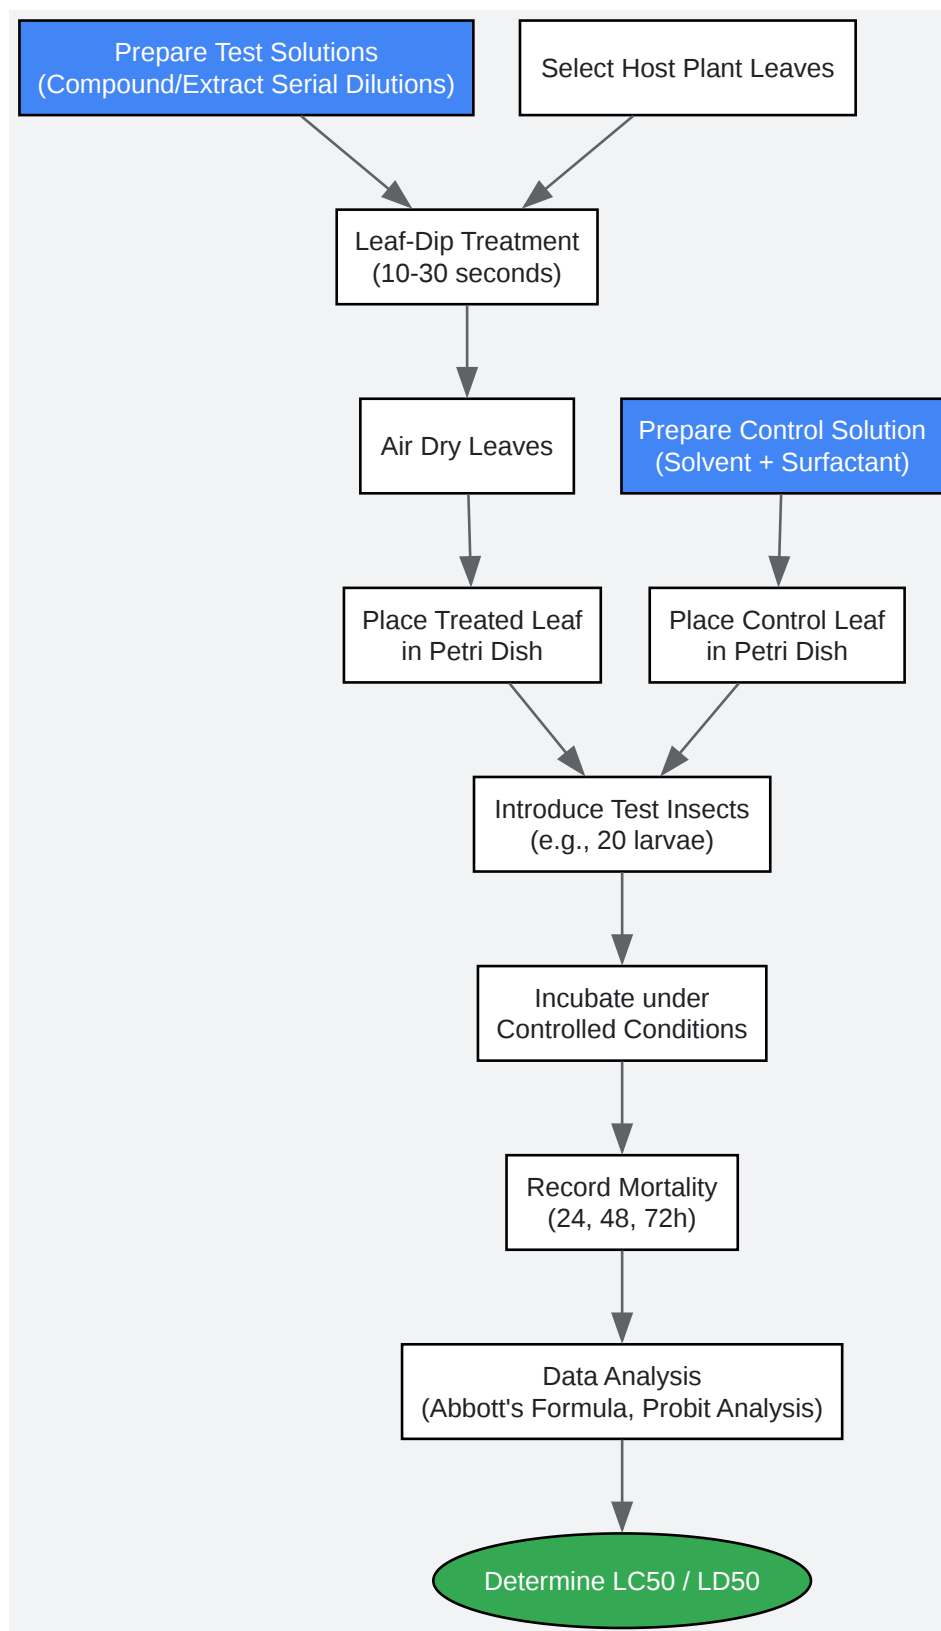 Prepare Test Solutions
(Compound/Extract Serial Dilutions)
Select Host Plant Leaves
Leaf-Dip Treatment
(10-30 seconds)
Air Dry Leaves
Prepare Control Solution
(Solvent + Surfactant)
Place Treated Leaf
in Petri Dish
Place Control Leaf
in Petri Dish
Introduce Test Insects
(e.g., 20 larvae)
Incubate under
Controlled Conditions
Record Mortality
(24, 48, 72h)
Data Analysis
(Abbott's Formula, Probit Analysis)
Determine LC50 / LD50